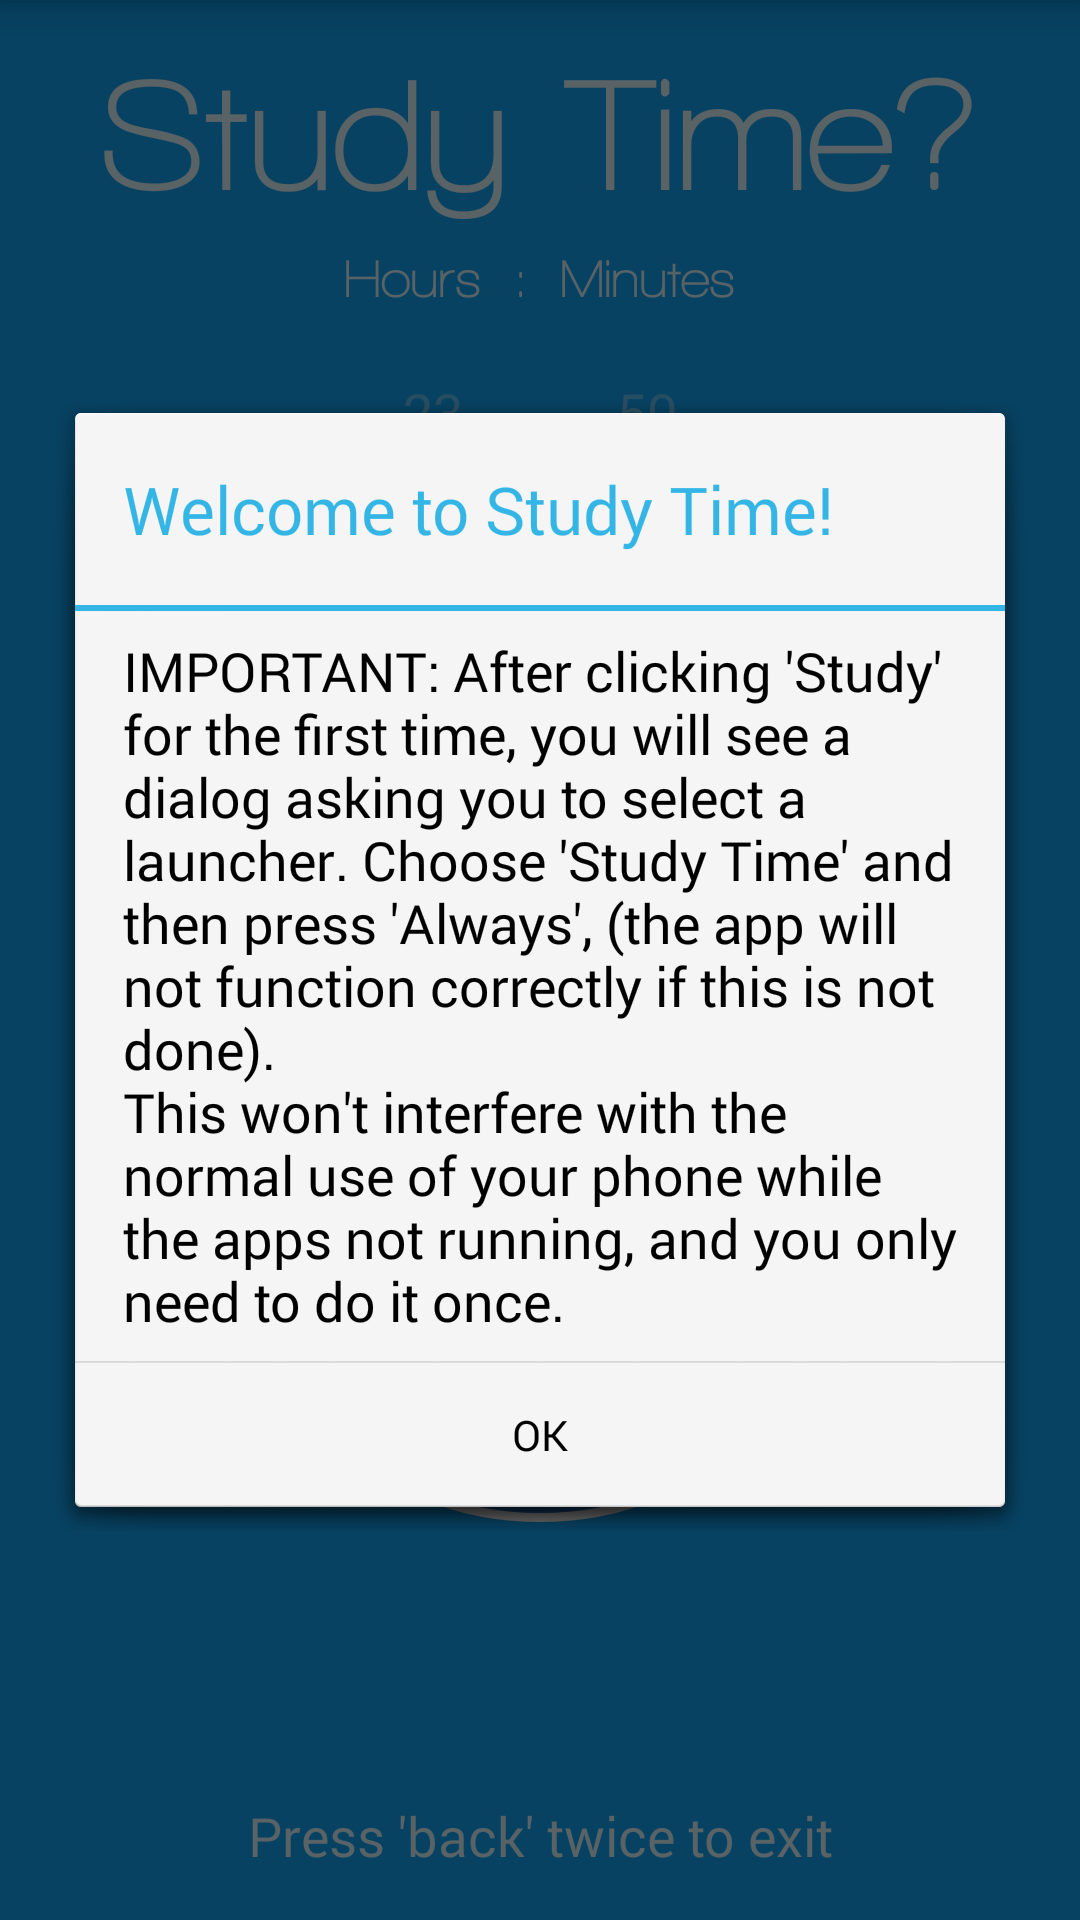 Study Time?
Hours : Minutes
23 50
Welcome to Study Time!
IMPORTANT: After clicking 'Study'
for the first time, you will see a
dialog asking you to select a
launcher. Choose 'Study Time' and
then press 'Always', (the app will
not function correctly if this is not
done).
This won't interfere with the
normal use of your phone while
the apps not running, and you only
need to do it once.
OK
Press 'back' twice to exit